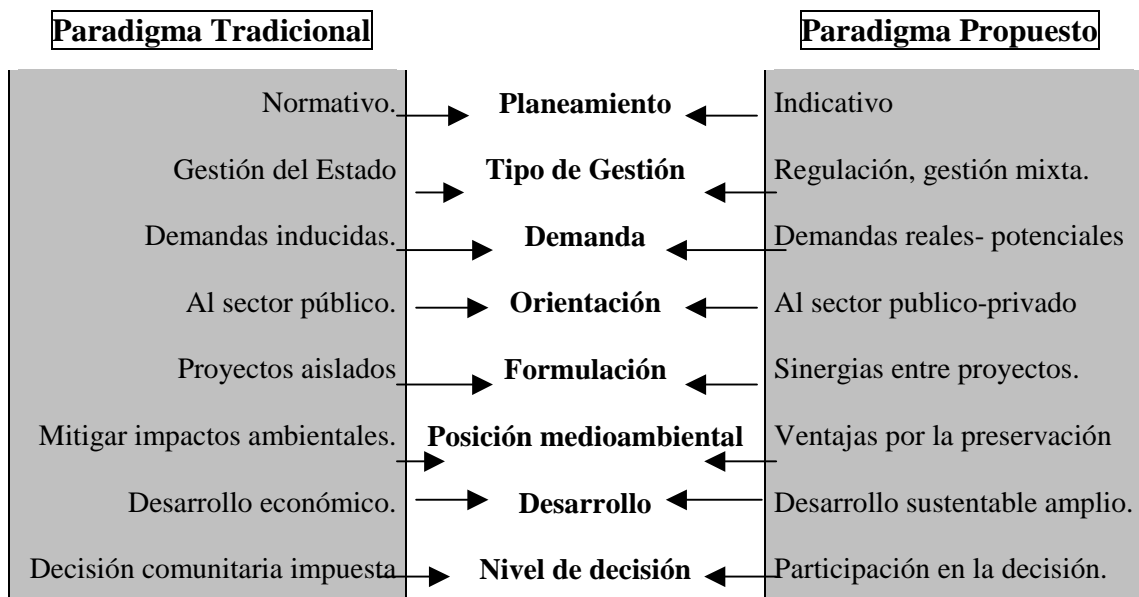 Paradigma Tradicional Paradigma Propuesto
Normativo. Planeamiento Indicativo
Gestión del Estado Tipo de Gestión Regulación, gestión mixta.
Demandas inducidas. Demanda Demandas reales- potenciales
Al sector público. Orientación Al sector publico-privado
Proyectos aislados Formulación Sinergias entre proyectos.
Mitigar impactos ambientales. Posición medioambiental Ventajas por la preservación
Desarrollo económico. Desarrollo Desarrollo sustentable amplio.
Decisión comunitaria impuesta Nivel de decisión Participación en la decisión.